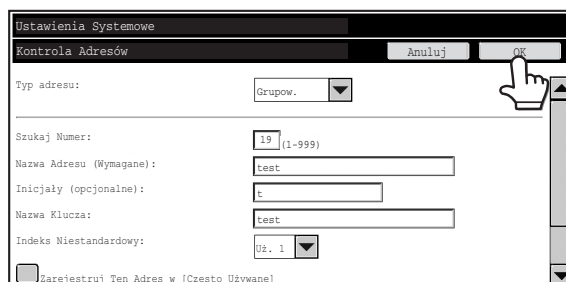 Ustawienia Systemowe
Kontrola Adresów Anuluj OK
Typ adresu: Grupow.
Szukaj Numer: 19 (1-999)
Nazwa Adresu (Wymagane): test
Inicjały (opcjonalne): t
Nazwa Klucza: test
Indeks Niestandardowy: Uż. 1
Zarejestruj Ten Adres w [Często Używane]